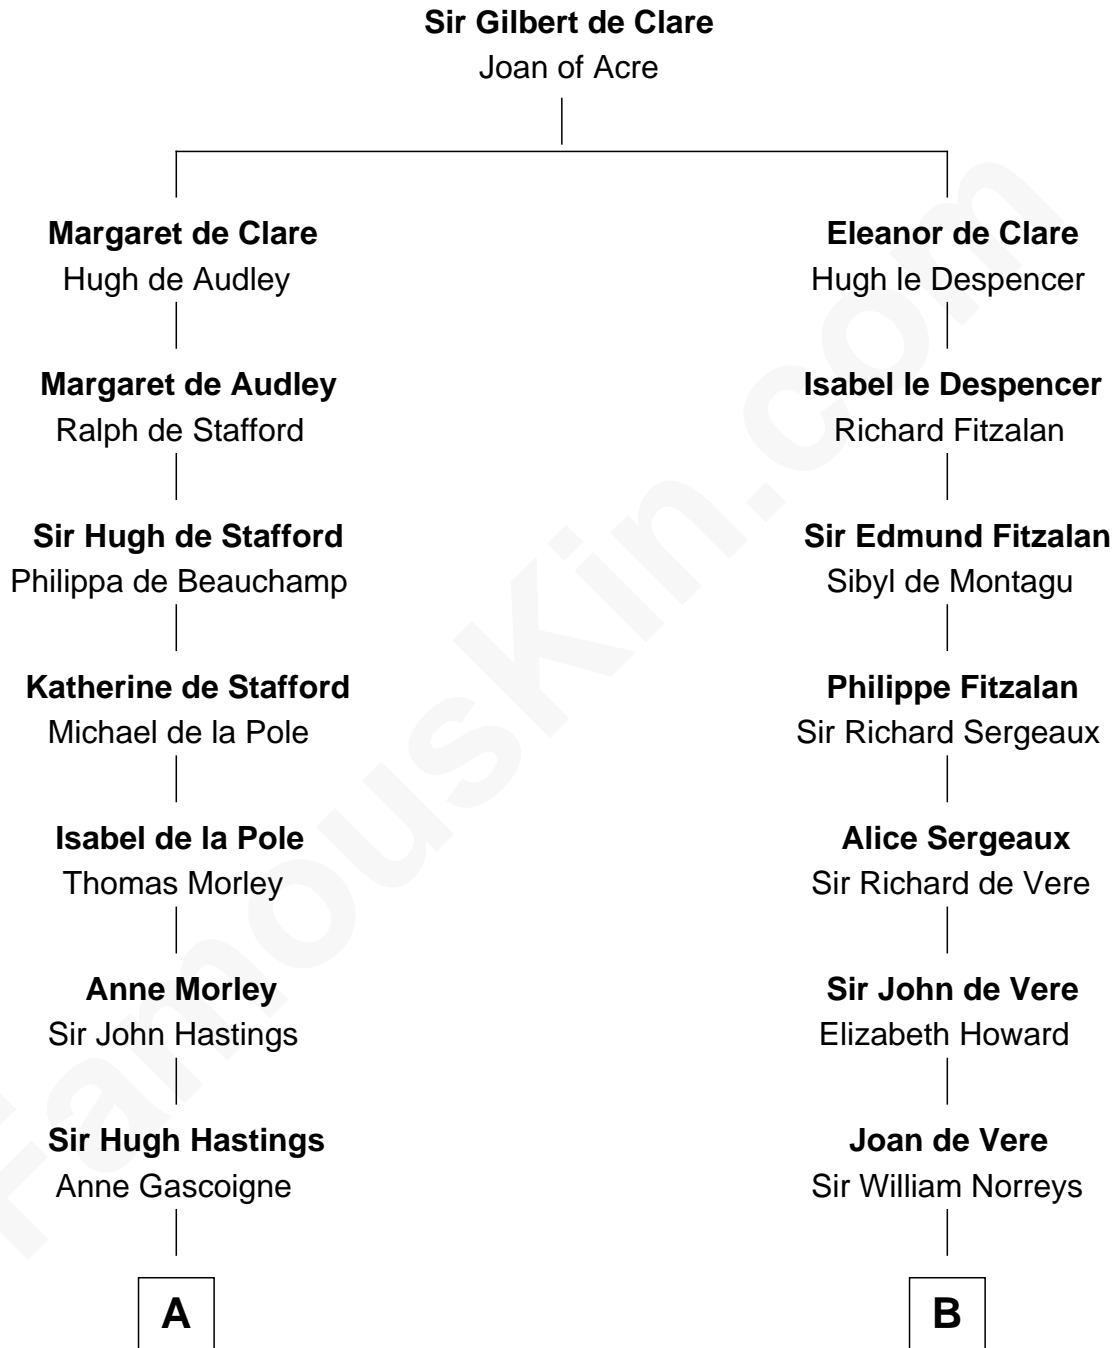 Sir Gilbert de Clare
Joan of Acre
Margaret de Clare
Hugh de Audley
Eleanor de Clare
Hugh le Despencer
Margaret de Audley
Ralph de Stafford
Isabel le Despencer
Richard Fitzalan
Sir Hugh de Stafford
Philippa de Beauchamp
Sir Edmund Fitzalan
Sibyl de Montagu
Katherine de Stafford
Michael de la Pole
Philippe Fitzalan
Sir Richard Sergeaux
Isabel de la Pole
Thomas Morley
Alice Sergeaux
Sir Richard de Vere
Anne Morley
Sir John Hastings
Sir John de Vere
Elizabeth Howard
Sir Hugh Hastings
Anne Gascoigne
Joan de Vere
Sir William Norreys
A
B
FamousKin.com